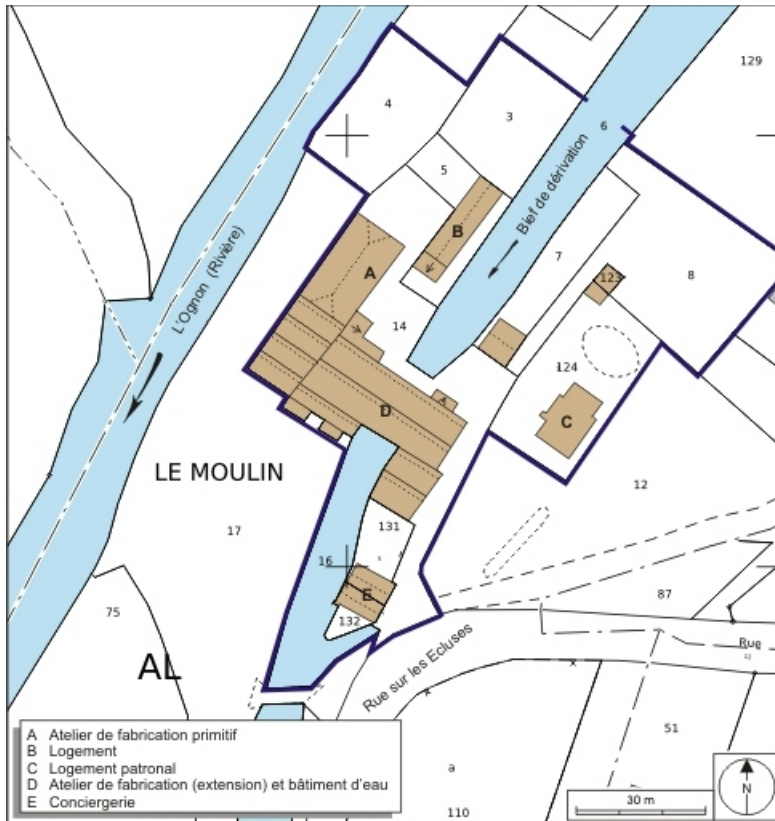 129
4
3
6
5
Bief de dérivation
B
7
8
L'Ognon (Rivière)
A
123
14
124
D
C
LE MOULIN
12
17
131
16
E
87
75
132
Rue sur les Ecluses
Rue
AL
51
A Atelier de fabrication primitif
B Logement
C Logement patronal
D Atelier de fabrication (extension) et bâtiment d'eau
E Conciergerie
a
110
30 m
N